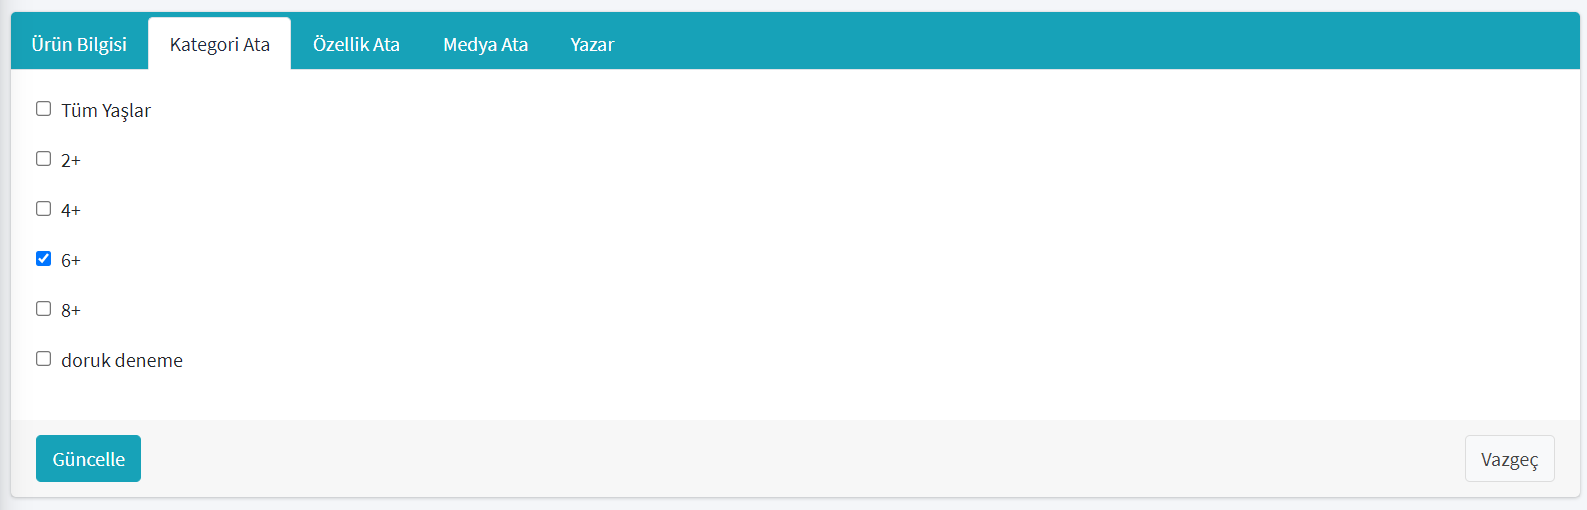 Ürün Bilgisi Kategori Ata Özellik Ata Medya Ata Yazar
Tüm Yaşlar
2+
4+
6+
8+
doruk deneme
Güncelle Vazgeç